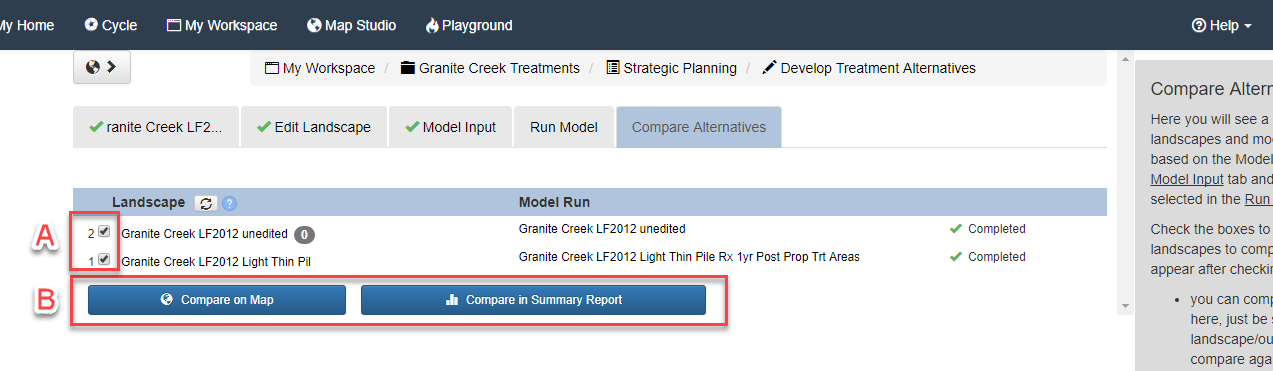 My Home Cycle My Workspace Map Studio Playground Help
My Workspace / Granite Creek Treatments / Strategic Planning / Develop Treatment Alternatives
ranite Creek LF2... Edit Landscape Model Input Run Model Compare Alternatives
Landscape ? Model Run
A
2 Granite Creek LF2012 unedited 0 Granite Creek LF2012 unedited Completed
1 Granite Creek LF2012 Light Thin Pil Granite Creek LF2012 Light Thin Pile Rx 1yr Post Prop Trt Areas Completed
B
Compare on Map Compare in Summary Report
Compare Altern
Here you will see a
landscapes and mo
based on the Model
Model Input tab and
selected in the Run
Check the boxes to
landscapes to comp
appear after checkin
• you can comp
here, just be s
landscape/ou
compare aga